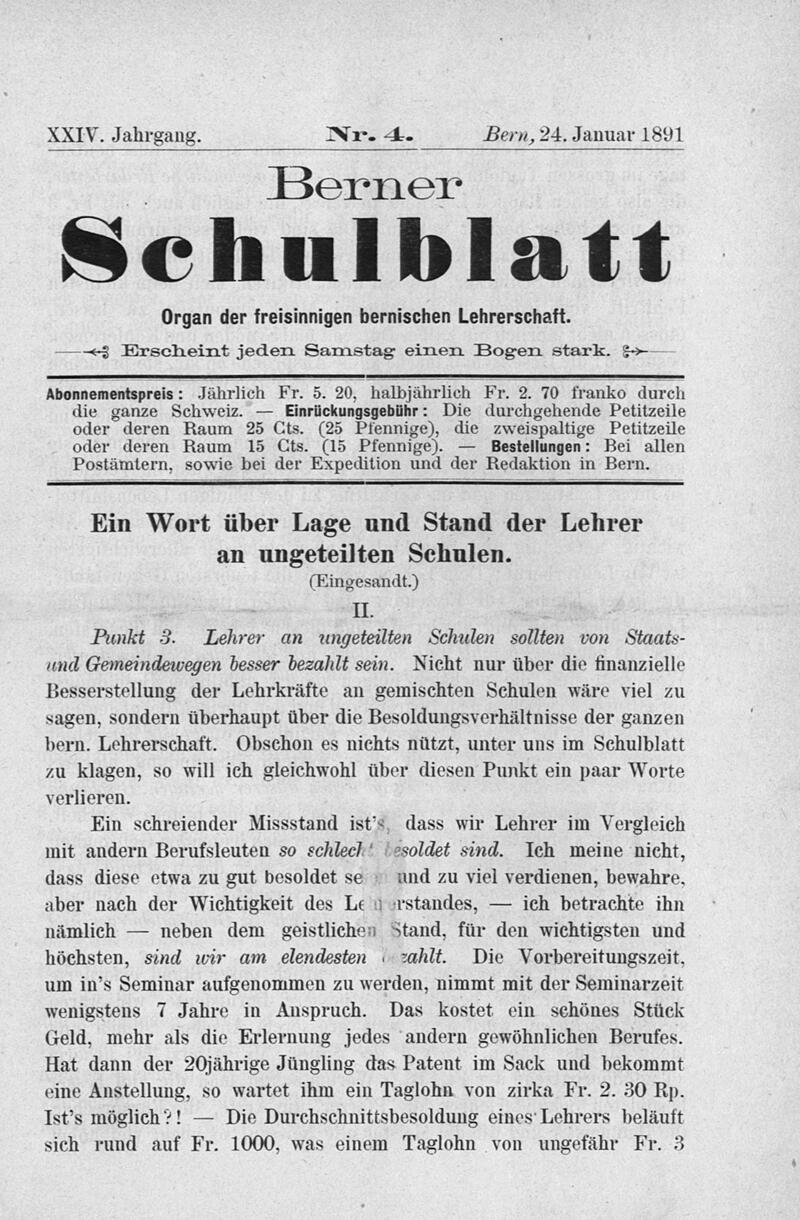 XXIV. Jahrgang. Nr. 4. Bern, 24. Januar 1891
Berner
Schulblatt
Organ der freisinnigen bernischen Lehrerschaft.
Erscheint jeden Samstag einen Bogen stark.
Abonnementspreis: Jährlich Fr. 5. 20, halbjährlich Fr. 2. 70 franko durch
die ganze Schweiz. — Einrückungsgebühr: Die durchgehende Petitzeile
oder deren Raum 25 Cts. (25 Pfennige), die zweispaltige Petitzeile
oder deren Raum 15 Cts. (15 Pfennige). — Bestellungen: Bei allen
Postämtern, sowie bei der Expedition und der Redaktion in Bern.
Ein Wort über Lage und Stand der Lehrer
an ungeteilten Schulen.
(Eingesandt.)
II.
Punkt 3. Lehrer an ungeteilten Schulen sollten von Staats-
und Gemeindewegen besser bezahlt sein. Nicht nur über die finanzielle
Besserstellung der Lehrkräfte an gemischten Schulen wäre viel zu
sagen, sondern überhaupt über die Besoldungsverhältnisse der ganzen
bern. Lehrerschaft. Obschon es nichts nützt, unter uns im Schulblatt
zu klagen, so will ich gleichwohl über diesen Punkt ein paar Worte
verlieren.
Ein schreiender Missstand ist's, dass wir Lehrer im Vergleich
mit andern Berufsleuten so schlecht besoldet sind. Ich meine nicht,
dass diese etwa zu gut besoldet se und zu viel verdienen, bewahre,
aber nach der Wichtigkeit des Le rstandes, — ich betrachte ihn
nämlich — neben dem geistlichen Stand, für den wichtigsten und
höchsten, sind wir am elendesten zahlt. Die Vorbereitungszeit,
um in's Seminar aufgenommen zu werden, nimmt mit der Seminarzeit
wenigstens 7 Jahre in Anspruch. Das kostet ein schönes Stück
Geld, mehr als die Erlernung jedes andern gewöhnlichen Berufes.
Hat dann der 20jährige Jüngling das Patent im Sack und bekommt
eine Anstellung, so wartet ihm ein Taglohn von zirka Fr. 2. 30 Rp.
Ist's möglich?! — Die Durchschnittsbesoldung eines Lehrers beläuft
sich rund auf Fr. 1000, was einem Taglohn von ungefähr Fr. 3